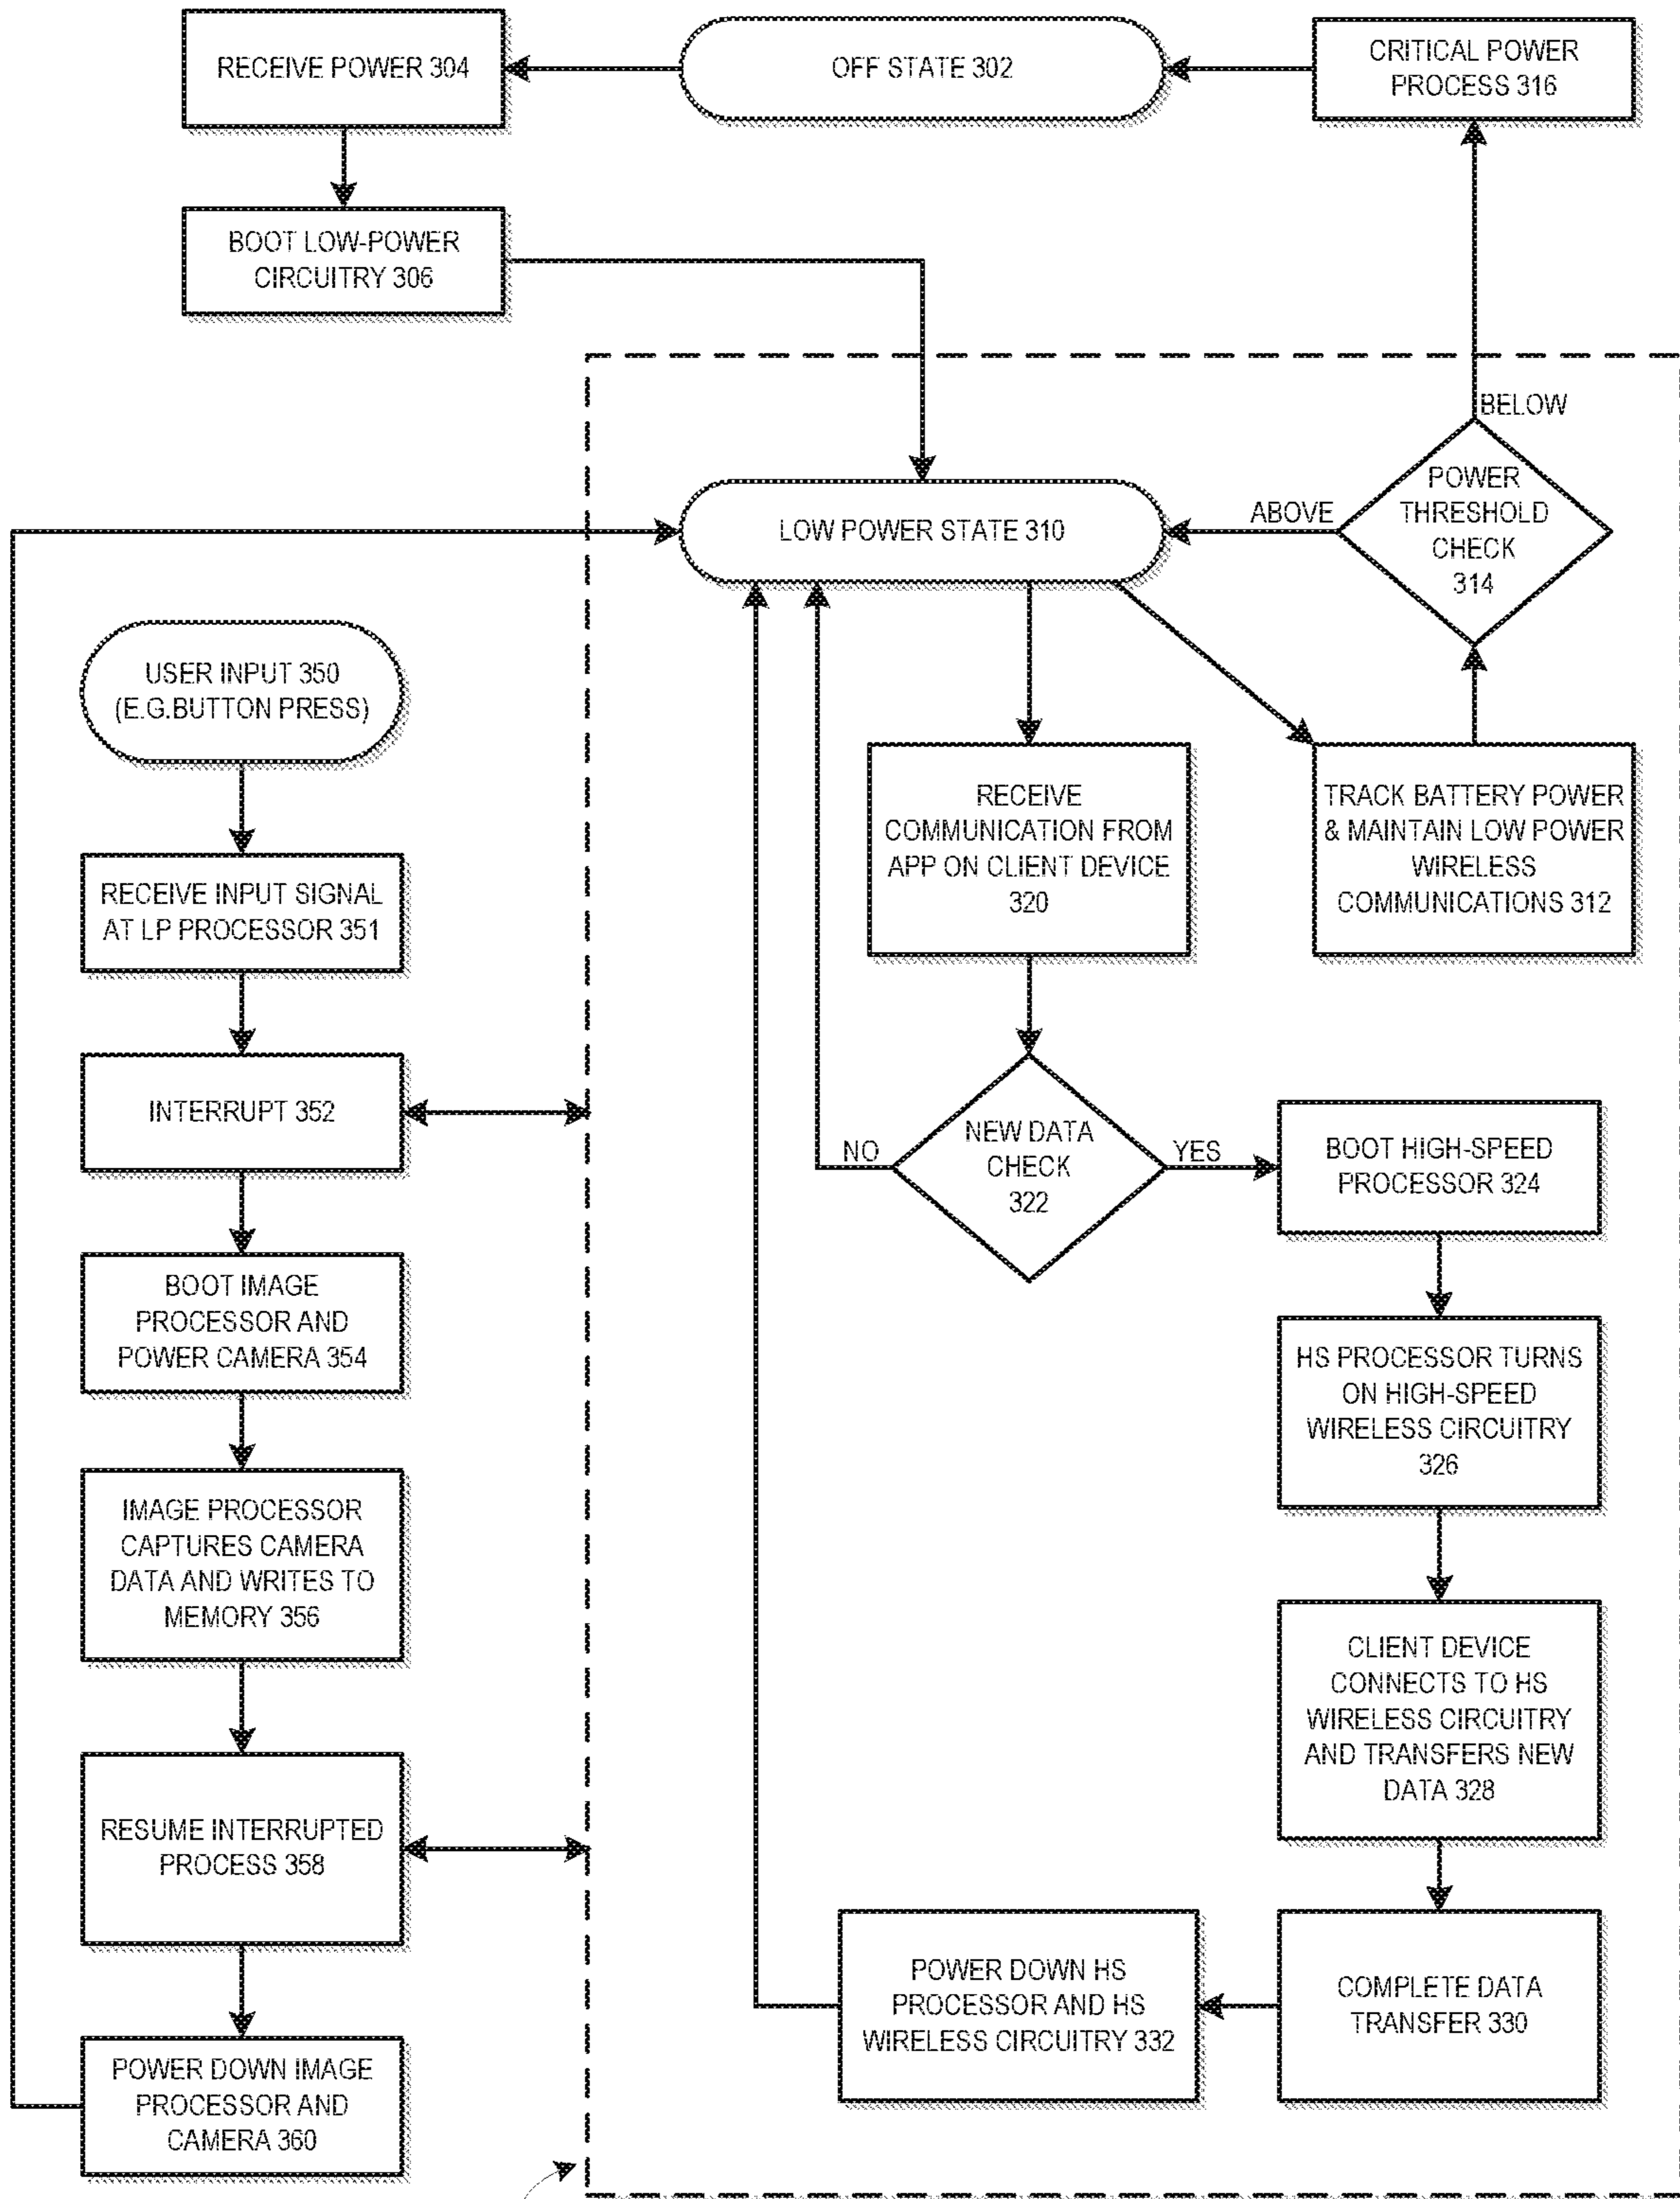 RECEIVE POWER 304
OFF STATE 302
CRITICAL POWER
PROCESS 316
BOOT LOW-POWER
CIRCUITRY 306
BELOW
POWER
THRESHOLD
CHECK
314
ABOVE
LOW POWER STATE 310
USER INPUT 350
(E.G.BUTTON PRESS)
RECEIVE
COMMUNICATION FROM
APP ON CLIENT DEVICE
320
TRACK BATTERY POWER
& MAINTAIN LOW POWER
WIRELESS
COMMUNICATIONS 312
RECEIVE INPUT SIGNAL
AT LP PROCESSOR 351
INTERRUPT 352
NO
NEW DATA
CHECK
322
YES
BOOT HIGH-SPEED
PROCESSOR 324
BOOT IMAGE
PROCESSOR AND
POWER CAMERA 354
HS PROCESSOR TURNS
ON HIGH-SPEED
WIRELESS CIRCUITRY
326
IMAGE PROCESSOR
CAPTURES CAMERA
DATA AND WRITES TO
MEMORY 356
CLIENT DEVICE
CONNECTS TO HS
WIRELESS CIRCUITRY
AND TRANSFERS NEW
DATA 328
RESUME INTERRUPTED
PROCESS 358
POWER DOWN HS
PROCESSOR AND HS
WIRELESS CIRCUITRY 332
COMPLETE DATA
TRANSFER 330
POWER DOWN IMAGE
PROCESSOR AND
CAMERA 360